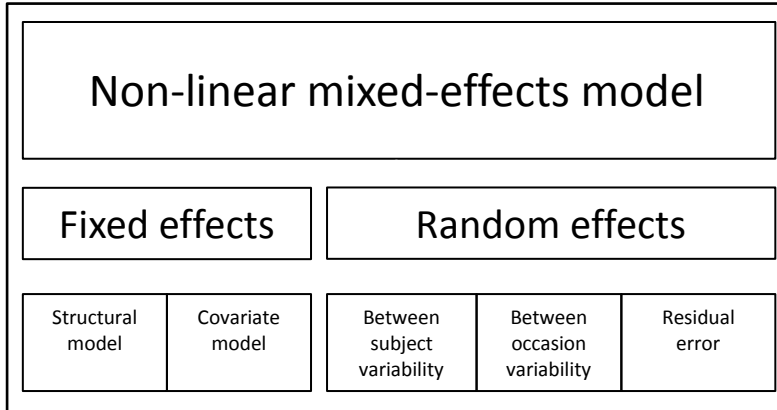 Non-linear mixed-effects model
Fixed effects
Random effects
Structural
model
Covariate
model
Between
subject
variability
Between
occasion
variability
Residual
error